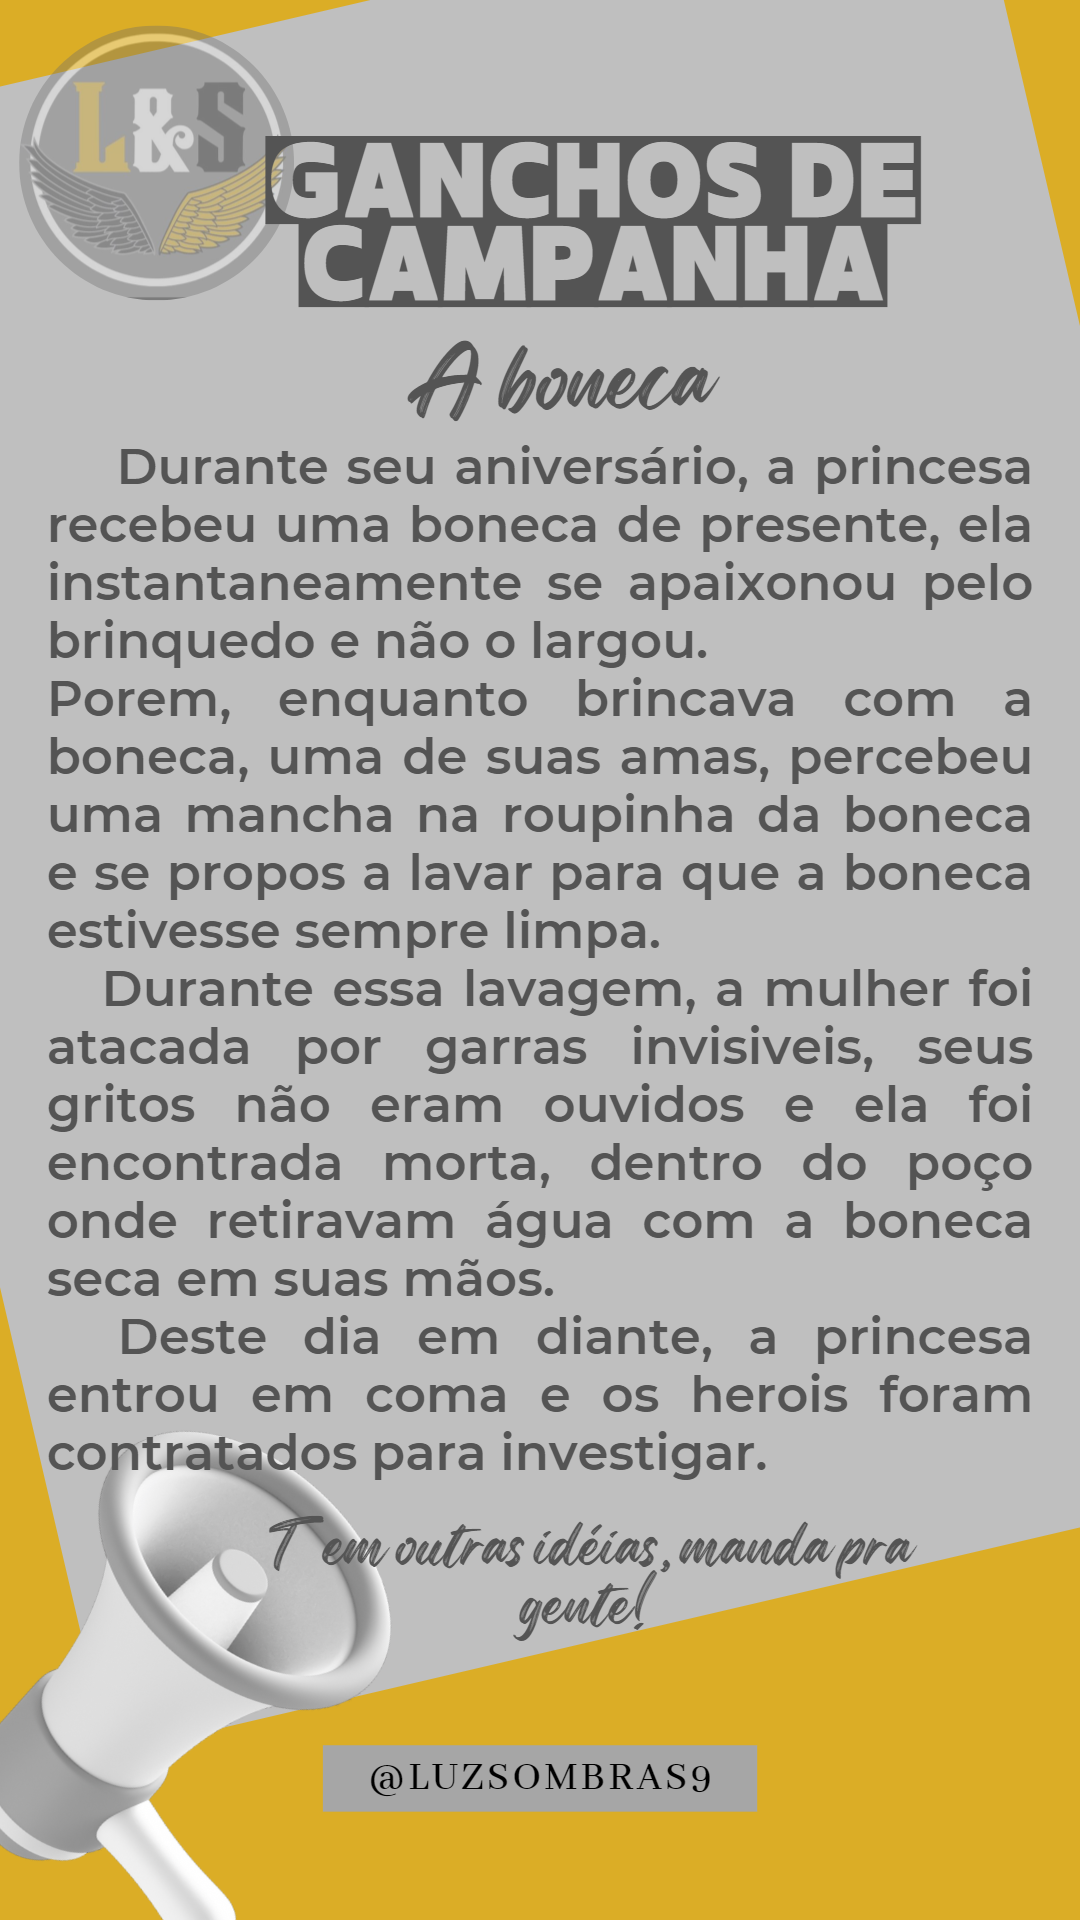 L&S
GANCHOS DE
CAMPANHA
A boneca
Durante seu aniversário, a princesa
recebeu uma boneca de presente, ela
instantaneamente se apaixonou pelo
brinquedo e não o largou.
Porem, enquanto brincava com a
boneca, uma de suas amas, percebeu
uma mancha na roupinha da boneca
e se propos a lavar para que a boneca
estivesse sempre limpa.
Durante essa lavagem, a mulher foi
atacada por garras invisiveis, seus
gritos não eram ouvidos e ela foi
encontrada morta, dentro do poço
onde retiravam água com a boneca
seca em suas mãos.
Deste dia em diante, a princesa
entrou em coma e os herois foram
contratados para investigar.
Tem outras idéias, manda pra
gente!
@LUZSOMBRAS9